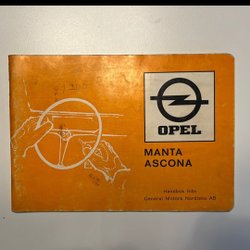 OPEL
MANTA
ASCONA
Handbok från
General Motors Nordiska AB